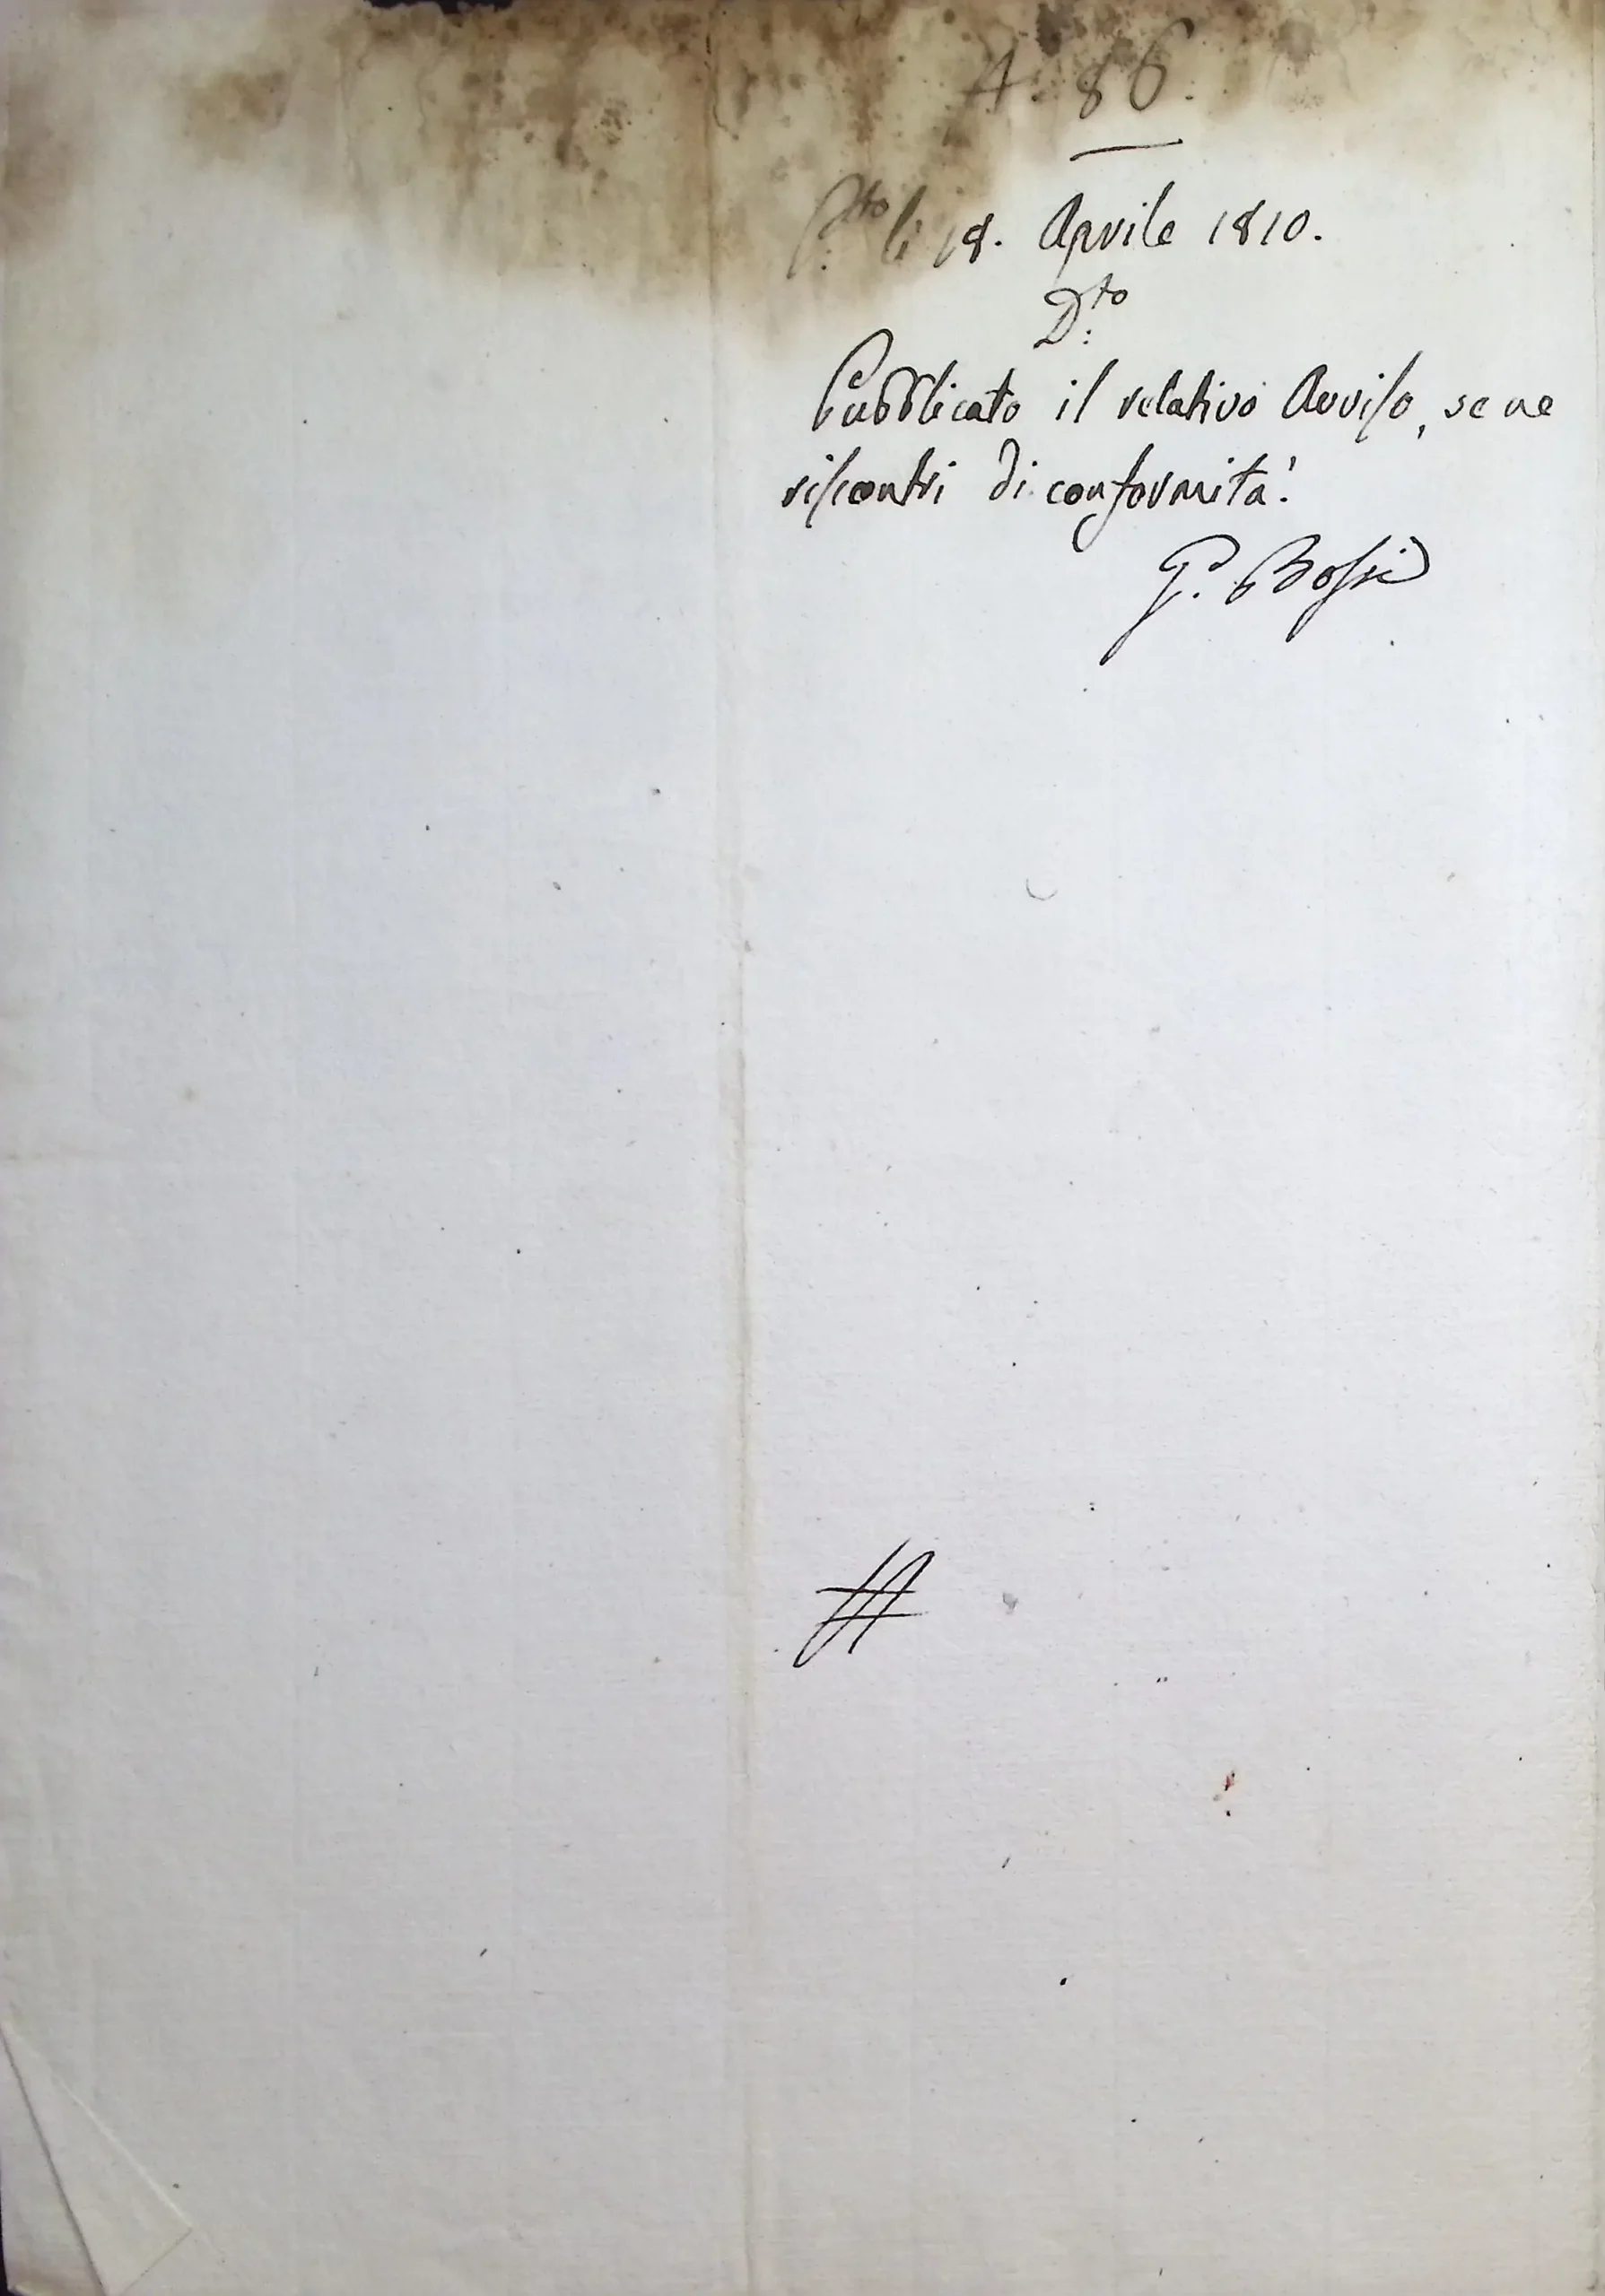 A. 86.
P.to li 18. Aprile 1810.
D.to
Pubblicato il relativo Avviso, se ne
riscontri di conformità.
G. Bossi